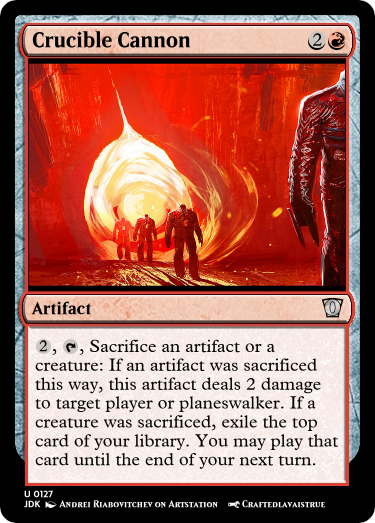 Crucible Cannon 2
Artifact
2, T, Sacrifice an artifact or a
creature: If an artifact was sacrificed
this way, this artifact deals 2 damage
to target player or planeswalker. If a
creature was sacrificed, exile the top
card of your library. You may play that
card until the end of your next turn.
U 0127
JDK Andrei Riabovitchev on Artstation Craftedlavaistrue